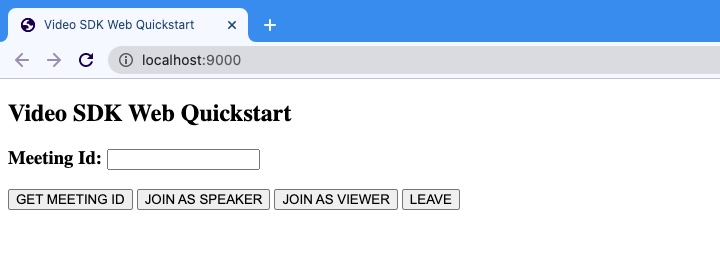 Video SDK Web Quickstart
localhost:9000
Video SDK Web Quickstart
Meeting Id:
GET MEETING ID JOIN AS SPEAKER JOIN AS VIEWER LEAVE